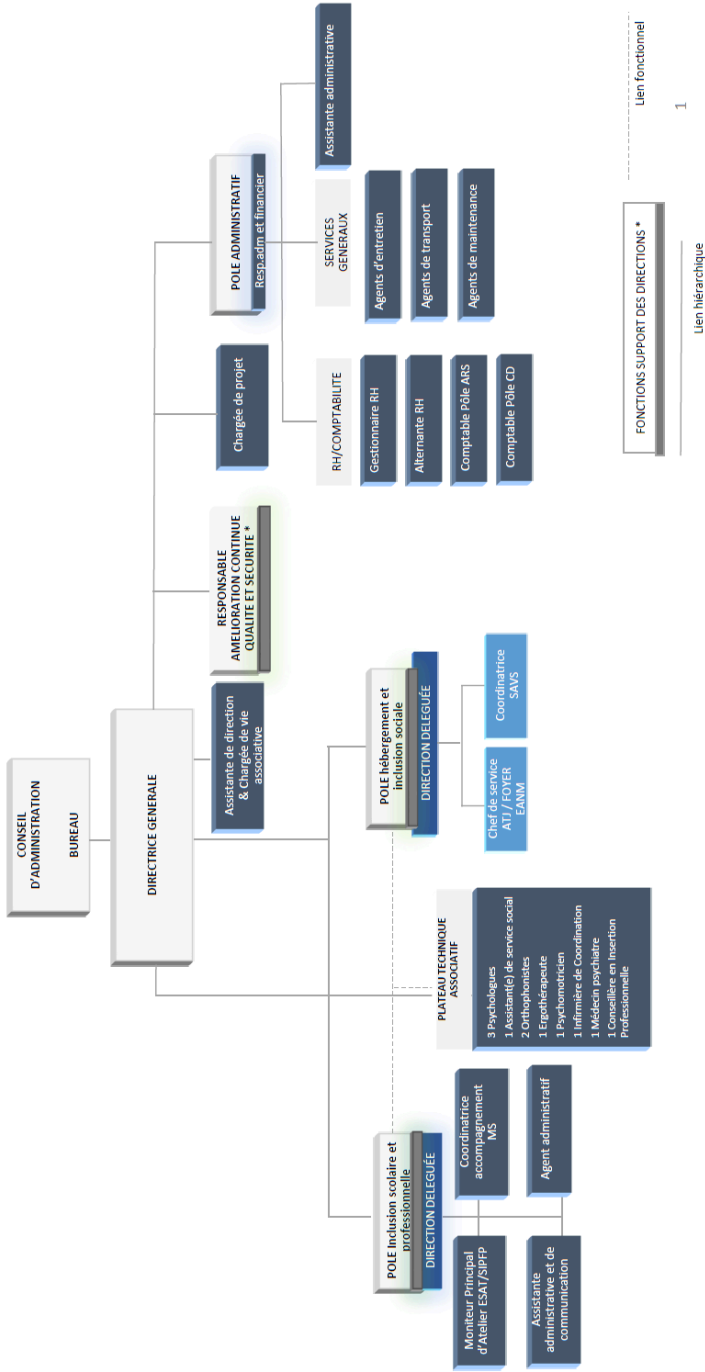 CONSEIL
D'ADMINISTRATION
BUREAU
DIRECTRICE GENERALE
Assistante de direction
& Chargée de vie
associative
RESPONSABLE
AMELIORATION CONTINUE
QUALITE ET SECURITE *
Chargée de projet
POLE ADMINISTRATIF
Resp.adm et financier
RH/COMPTABILITE
Gestionnaire RH
Alternante RH
Comptable Pôle ARS
Comptable Pôle CD
SERVICES
GENERAUX
Agents d'entretien
Agents de transport
Agents de maintenance
Assistante administrative
POLE Inclusion scolaire et
professionnelle
DIRECTION DELEGUÉE
Moniteur Principal
d'Atelier ESAT/SIPFP
Coordinatrice
accompagnement
MS
Assistante
administrative et de
communication
Agent administratif
PLATEAU TECHNIQUE
ASSOCIATIF
3 Psychologues
1 Assistant(e) de service social
2 Orthophonistes
1 Ergothérapeute
1 Psychomotricien
1 Infirmière de Coordination
1 Médecin psychiatre
1 Conseillère en Insertion
Professionnelle
POLE hébergement et
inclusion sociale
DIRECTION DELEGUÉE
Chef de service
ATJ / FOYER
EANM
Coordinatrice
SAVS
FONCTIONS SUPPORT DES DIRECTIONS *
Lien hiérarchique
Lien fonctionnel
1